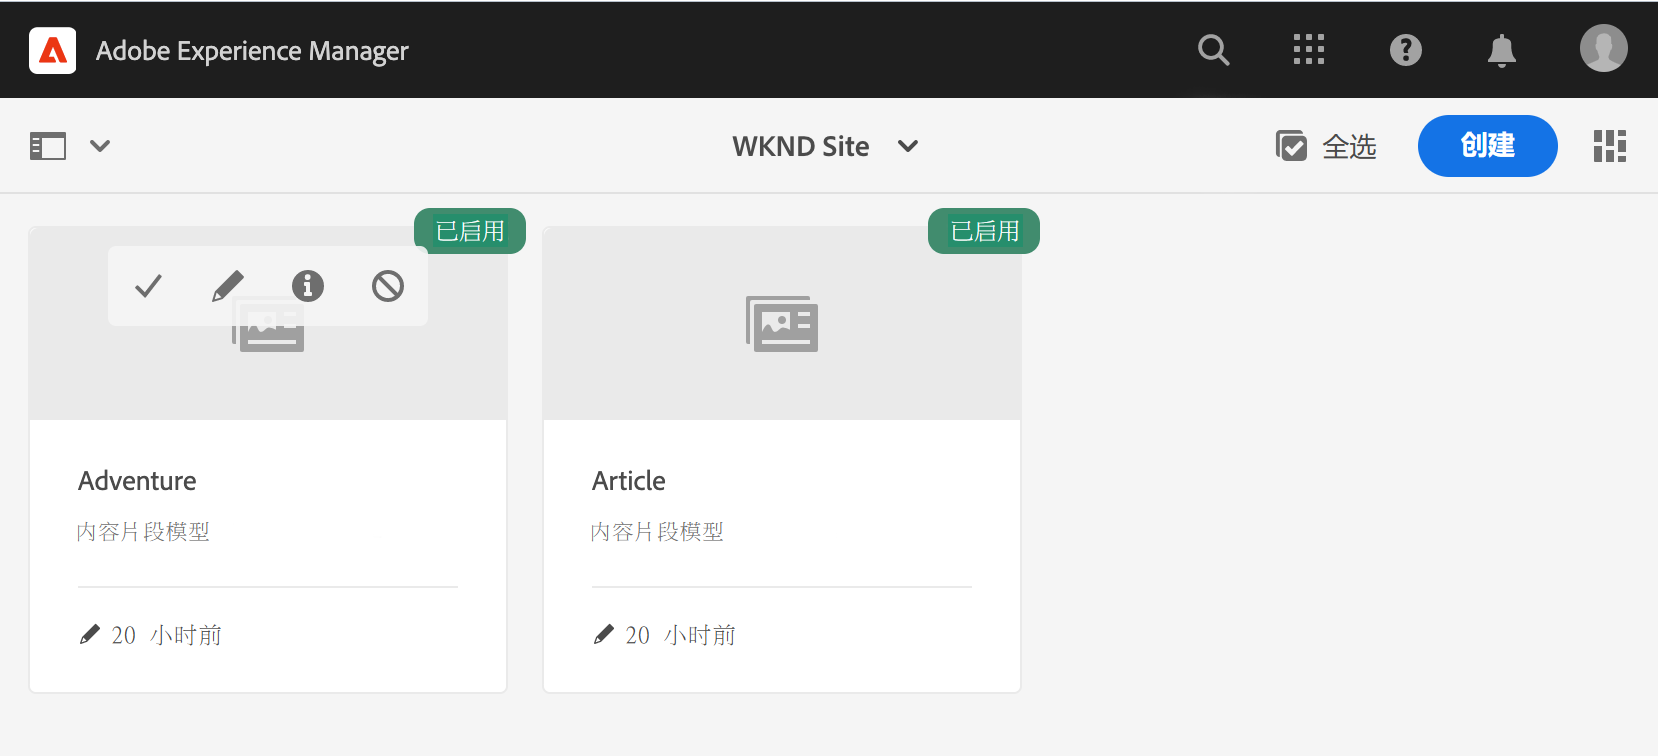 Adobe Experience Manager
WKND Site
全选
创建
已启用
已启用
Adventure
内容片段模型
20 小时前
Article
内容片段模型
20 小时前